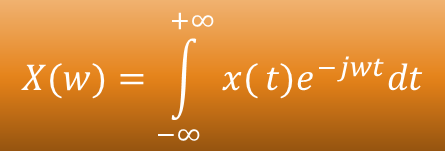 X(w) = ∫_{−∞}^{+∞} x(t)e^{−jwt} dt